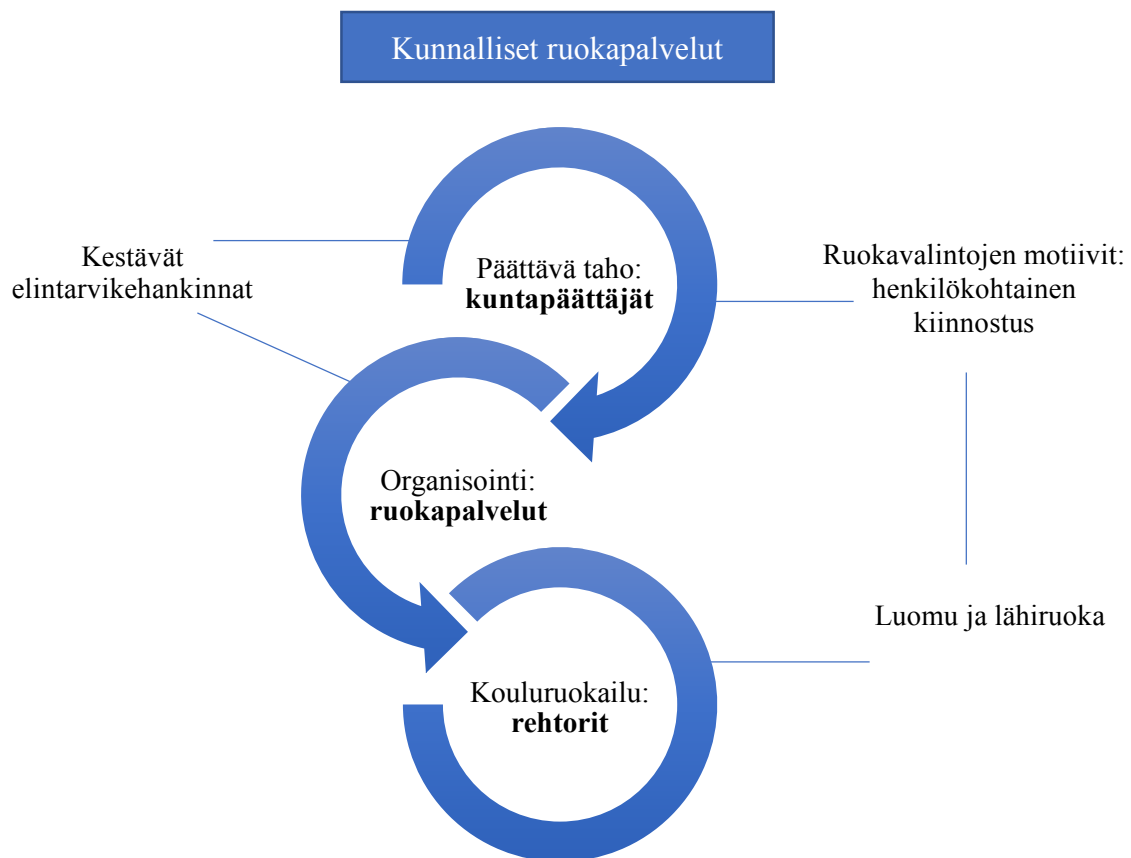 Kunnalliset ruokapalvelut
Kestävät
elintarvikehankinnat
Päättävä taho:
kuntapäättäjät
Ruokavalintojen motiivit:
henkilökohtainen
kiinnostus
Organisointi:
ruokapalvelut
Luomu ja lähiruoka
Kouluruokailu:
rehtorit